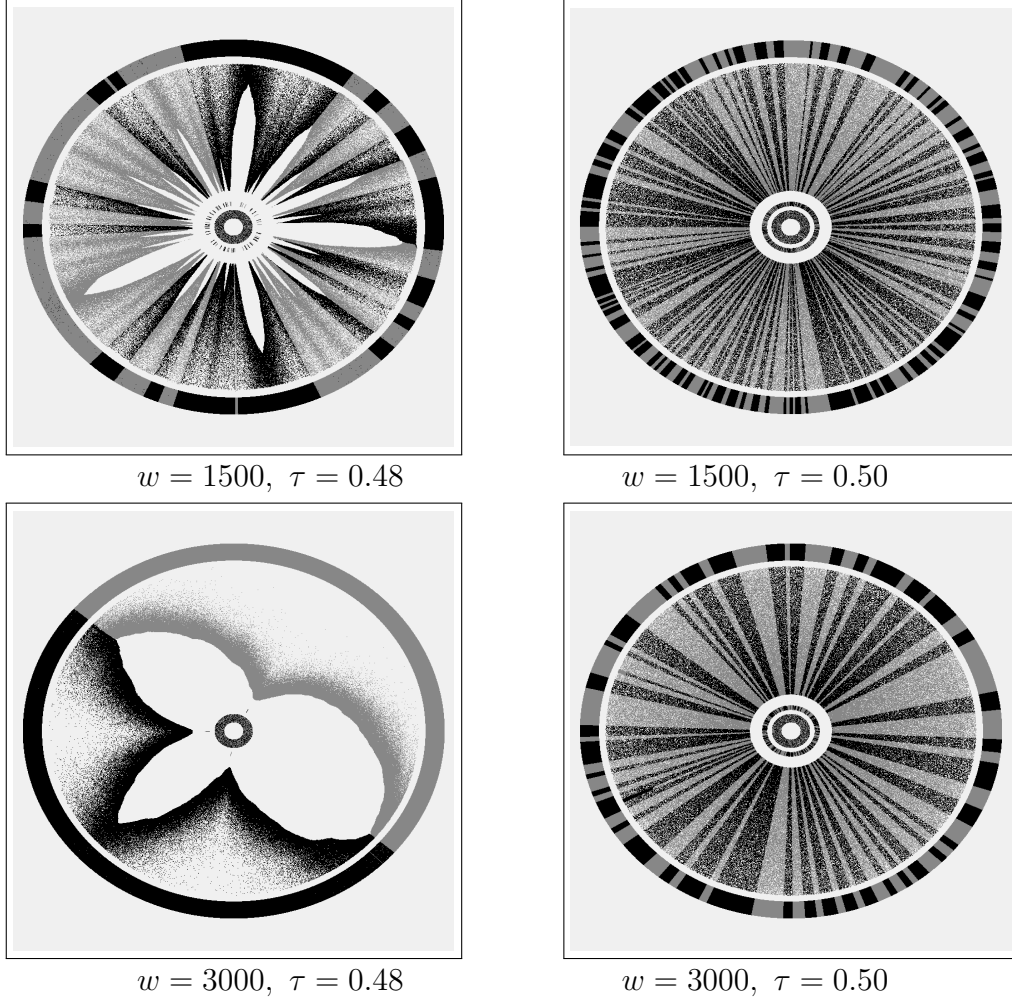 w = 1500, τ = 0.48
w = 1500, τ = 0.50
w = 3000, τ = 0.48
w = 3000, τ = 0.50